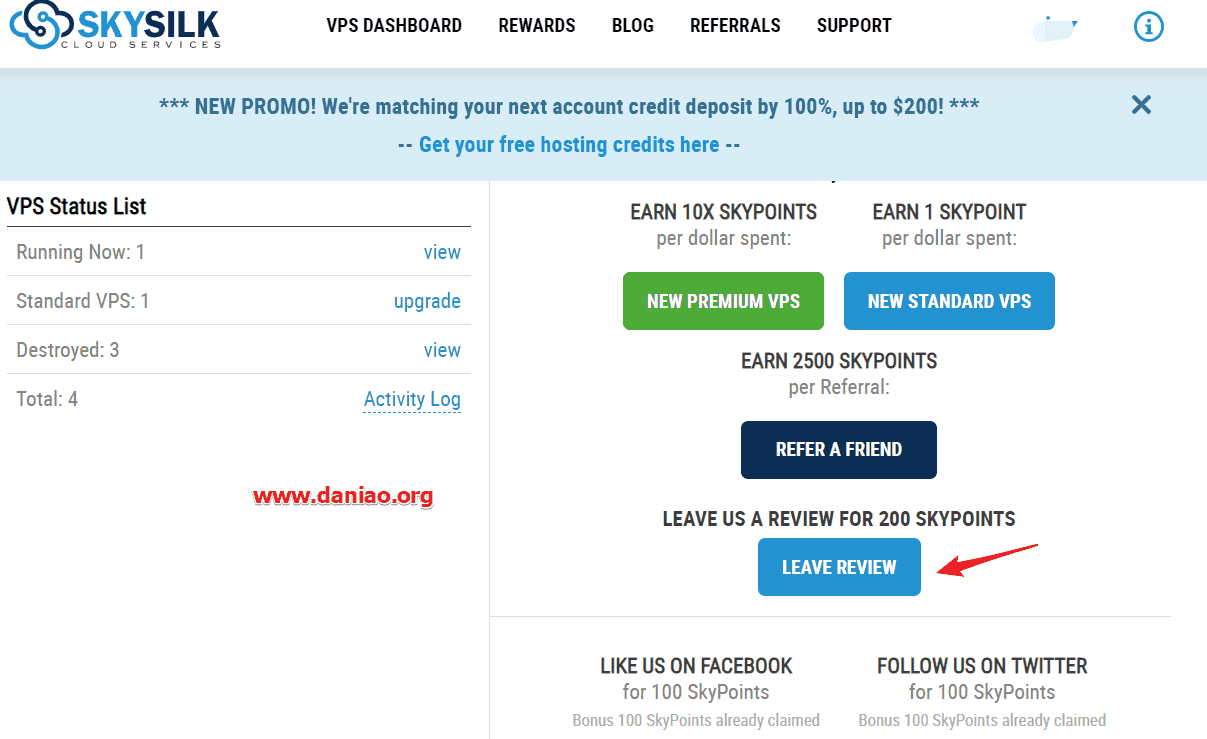 SKYSILK
CLOUD SERVICES
VPS DASHBOARD
REWARDS
BLOG
REFERRALS
SUPPORT
*** NEW PROMO! We're matching your next account credit deposit by 100%, up to $200! ***
-- Get your free hosting credits here --
VPS Status List
Running Now: 1
view
Standard VPS: 1
upgrade
Destroyed: 3
view
Total: 4
Activity Log
www.daniao.org
EARN 10X SKYPOINTS
per dollar spent:
NEW PREMIUM VPS
EARN 1 SKYPOINT
per dollar spent:
NEW STANDARD VPS
EARN 2500 SKYPOINTS
per Referral:
REFER A FRIEND
LEAVE US A REVIEW FOR 200 SKYPOINTS
LEAVE REVIEW
LIKE US ON FACEBOOK
for 100 SkyPoints
Bonus 100 SkyPoints already claimed
FOLLOW US ON TWITTER
for 100 SkyPoints
Bonus 100 SkyPoints already claimed